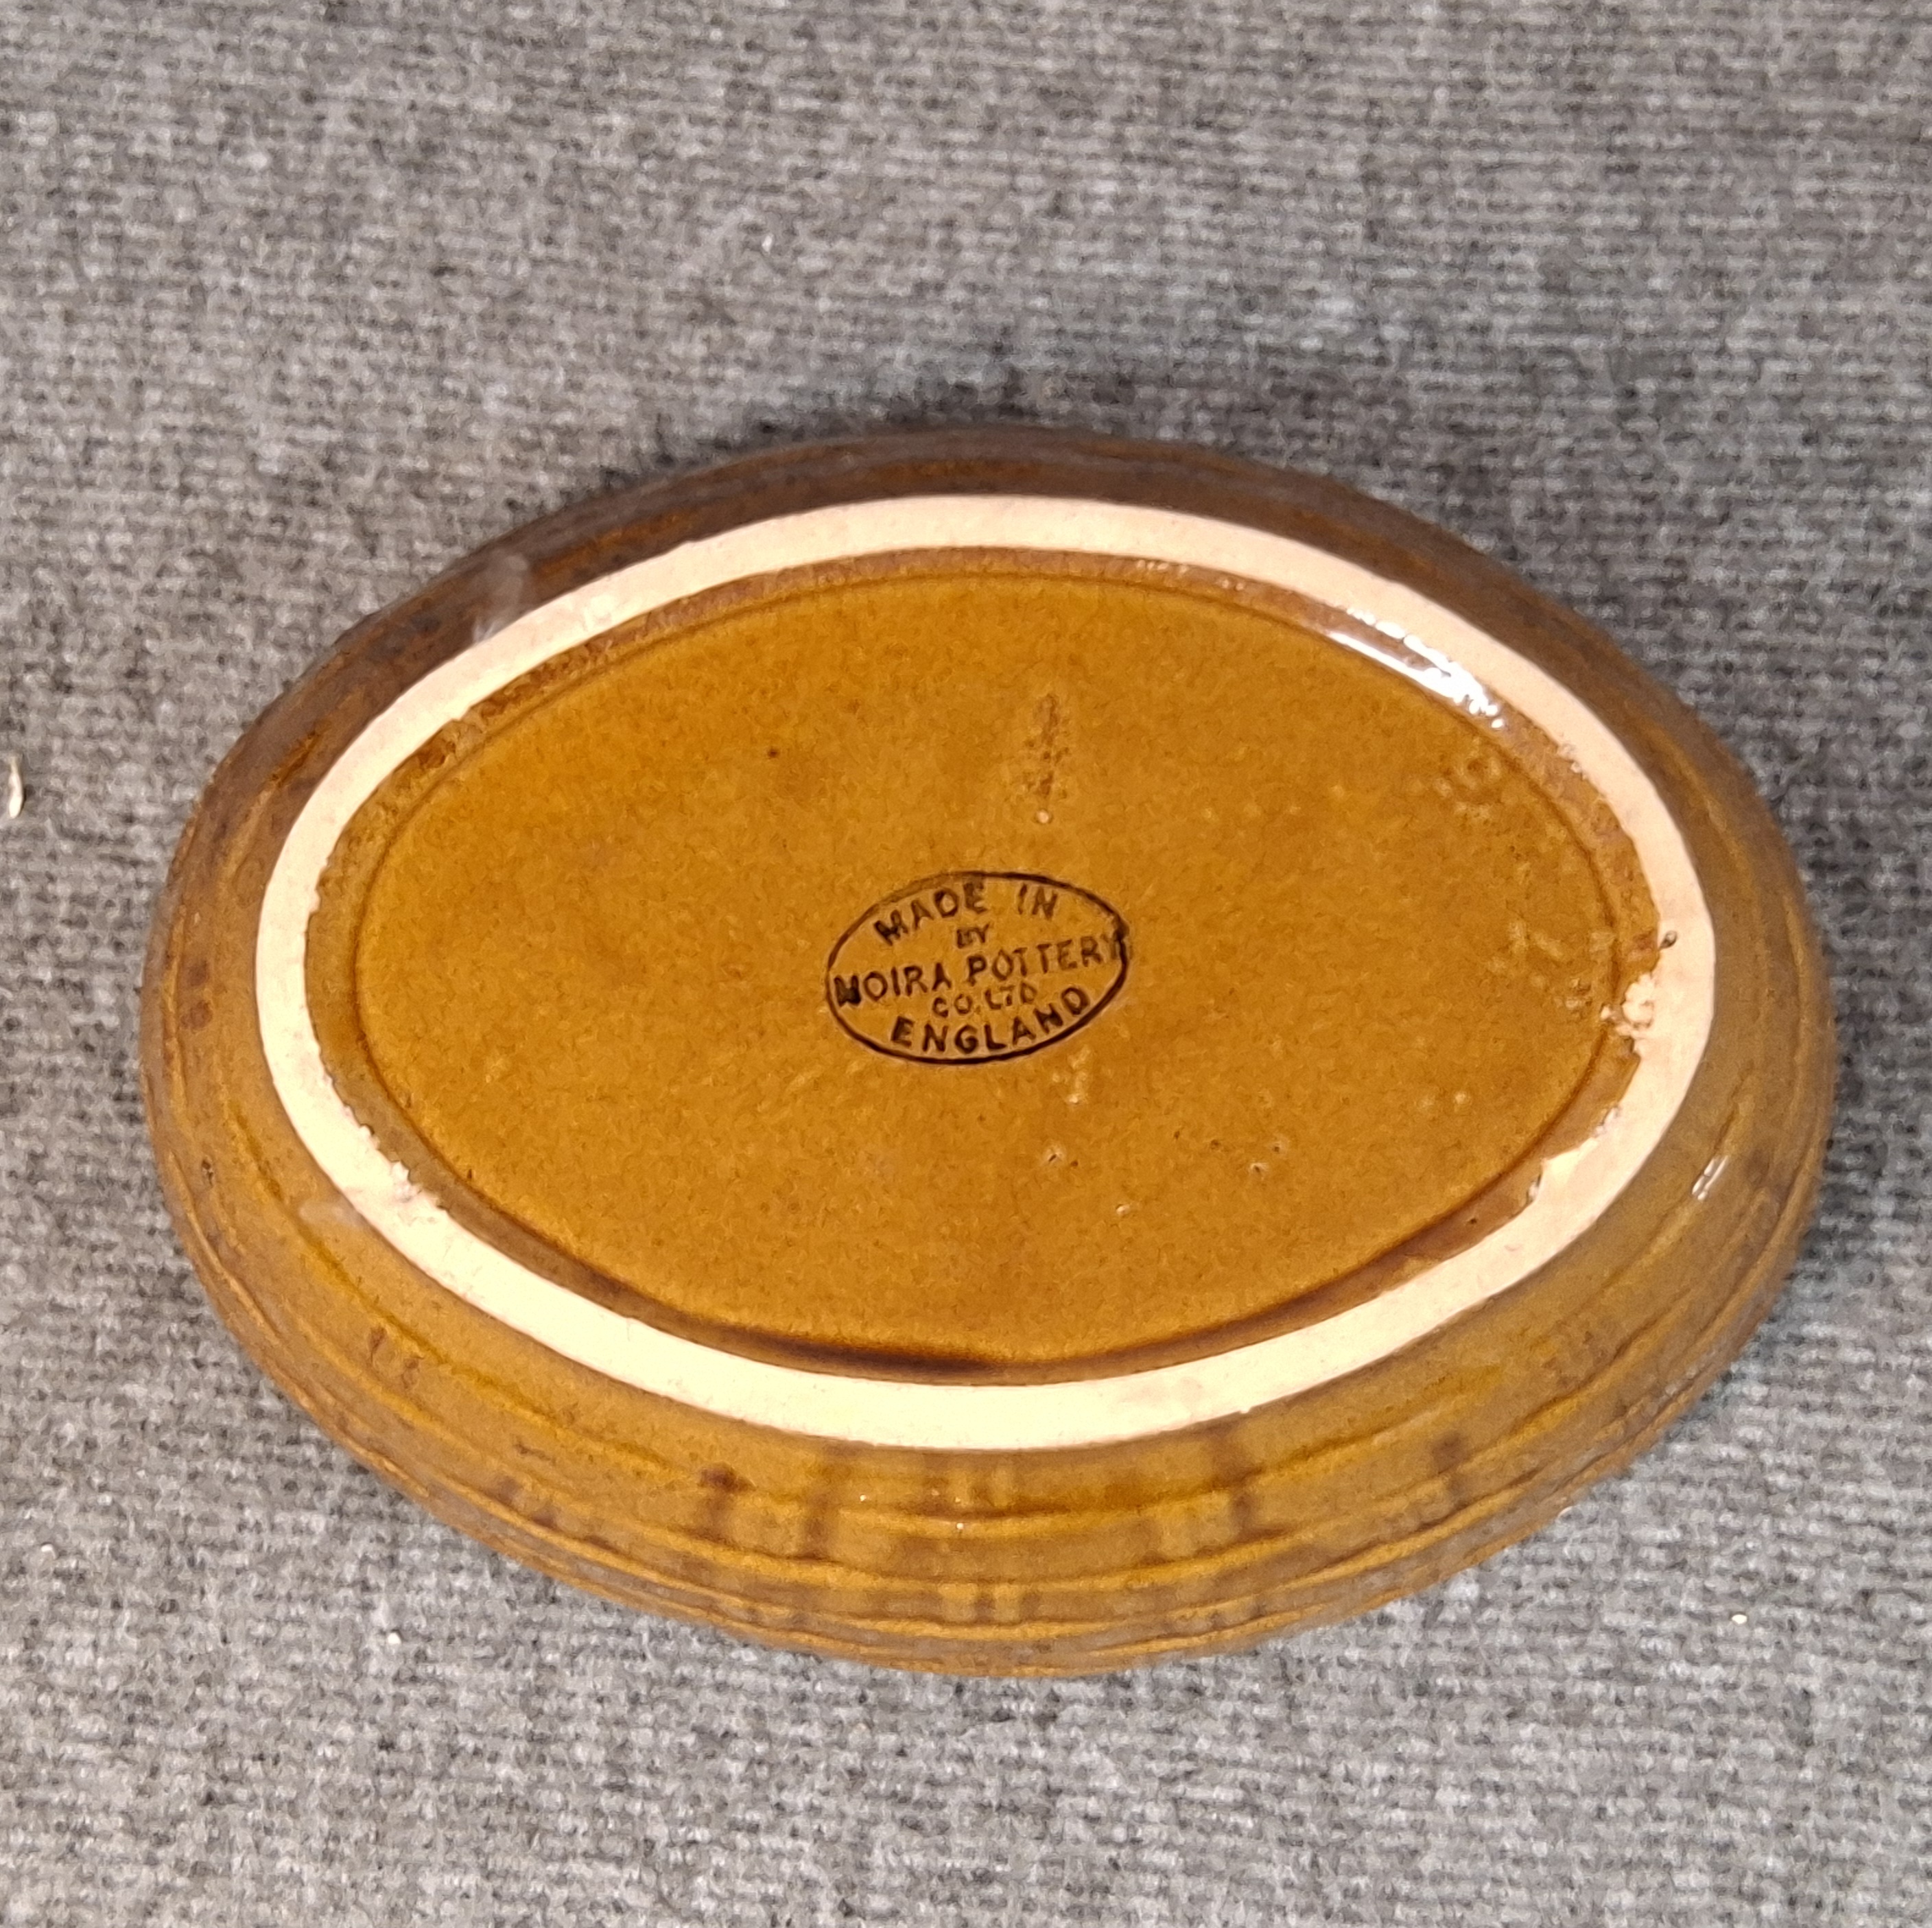 MADE IN
BY
MOIRA POTTERY
CO. LTD
ENGLAND